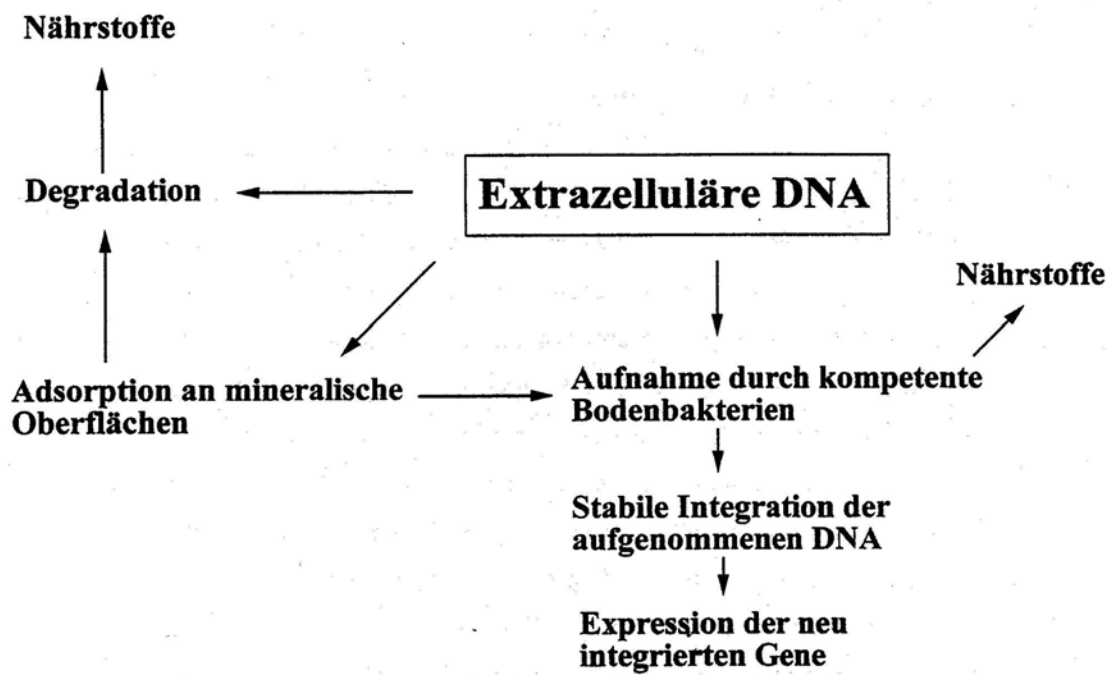 Nährstoffe
Degradation
Extrazelluläre DNA
Nährstoffe
Adsorption an mineralische
Oberflächen
Aufnahme durch kompetente
Bodenbakterien
Stabile Integration der
aufgenommenen DNA
Expression der neu
integrierten Gene